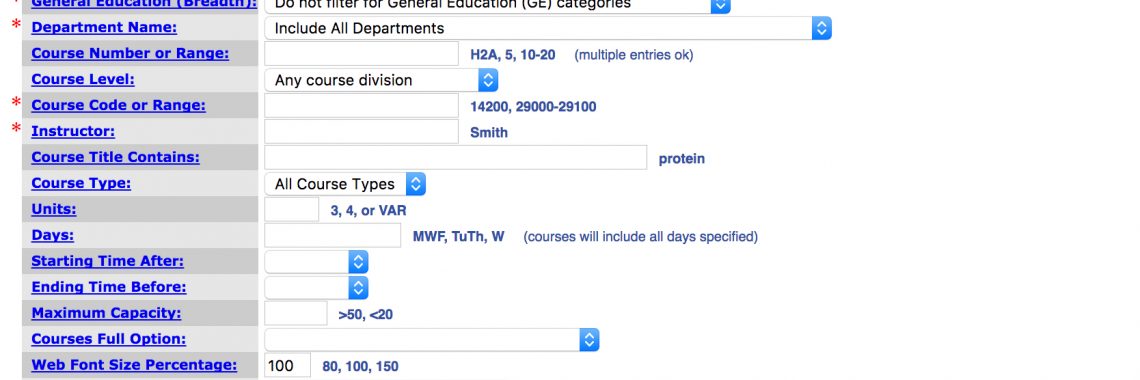 * General Education (Breadth): Do not filter for General Education (GE) categories
* Department Name: Include All Departments
Course Number or Range: H2A, 5, 10-20 (multiple entries ok)
Course Level: Any course division
* Course Code or Range: 14200, 29000-29100
* Instructor: Smith
Course Title Contains: protein
Course Type: All Course Types
Units: 3, 4, or VAR
Days: MWF, TuTh, W (courses will include all days specified)
Starting Time After:
Ending Time Before:
Maximum Capacity: >50, <20
Courses Full Option:
Web Font Size Percentage: 100 80, 100, 150